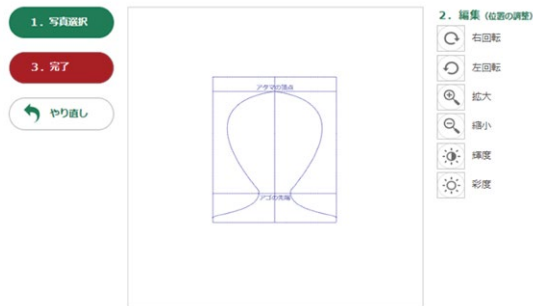 1. 写真選択
3. 完了
やり直し
アタマの頂点
アゴの先端
2. 編集 (位置の調整)
右回転
左回転
拡大
縮小
輝度
彩度